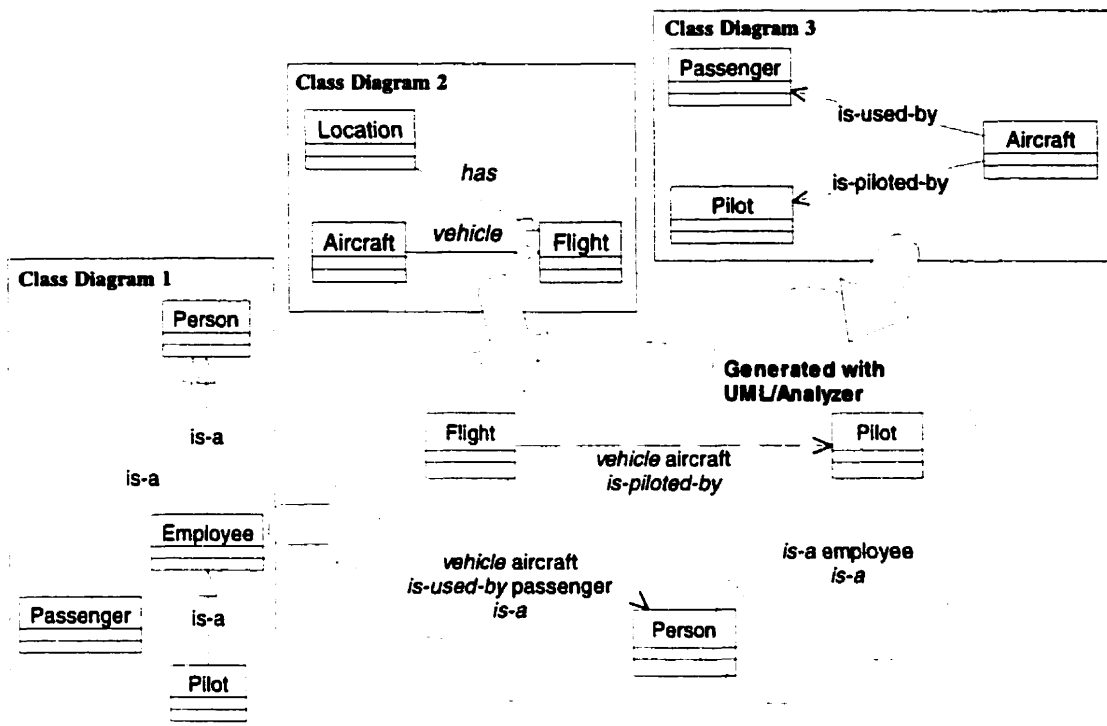 Class Diagram 3
Passenger
is-used-by
Aircraft
is-piloted-by
Pilot
Class Diagram 2
Location
has
Aircraft
vehicle
Flight
Class Diagram 1
Person
is-a
is-a
Employee
Passenger
is-a
Pilot
Generated with
UML/Analyzer
Flight
Pilot
vehicle aircraft
is-piloted-by
vehicle aircraft
is-used-by passenger
is-a
is-a employee
is-a
Person